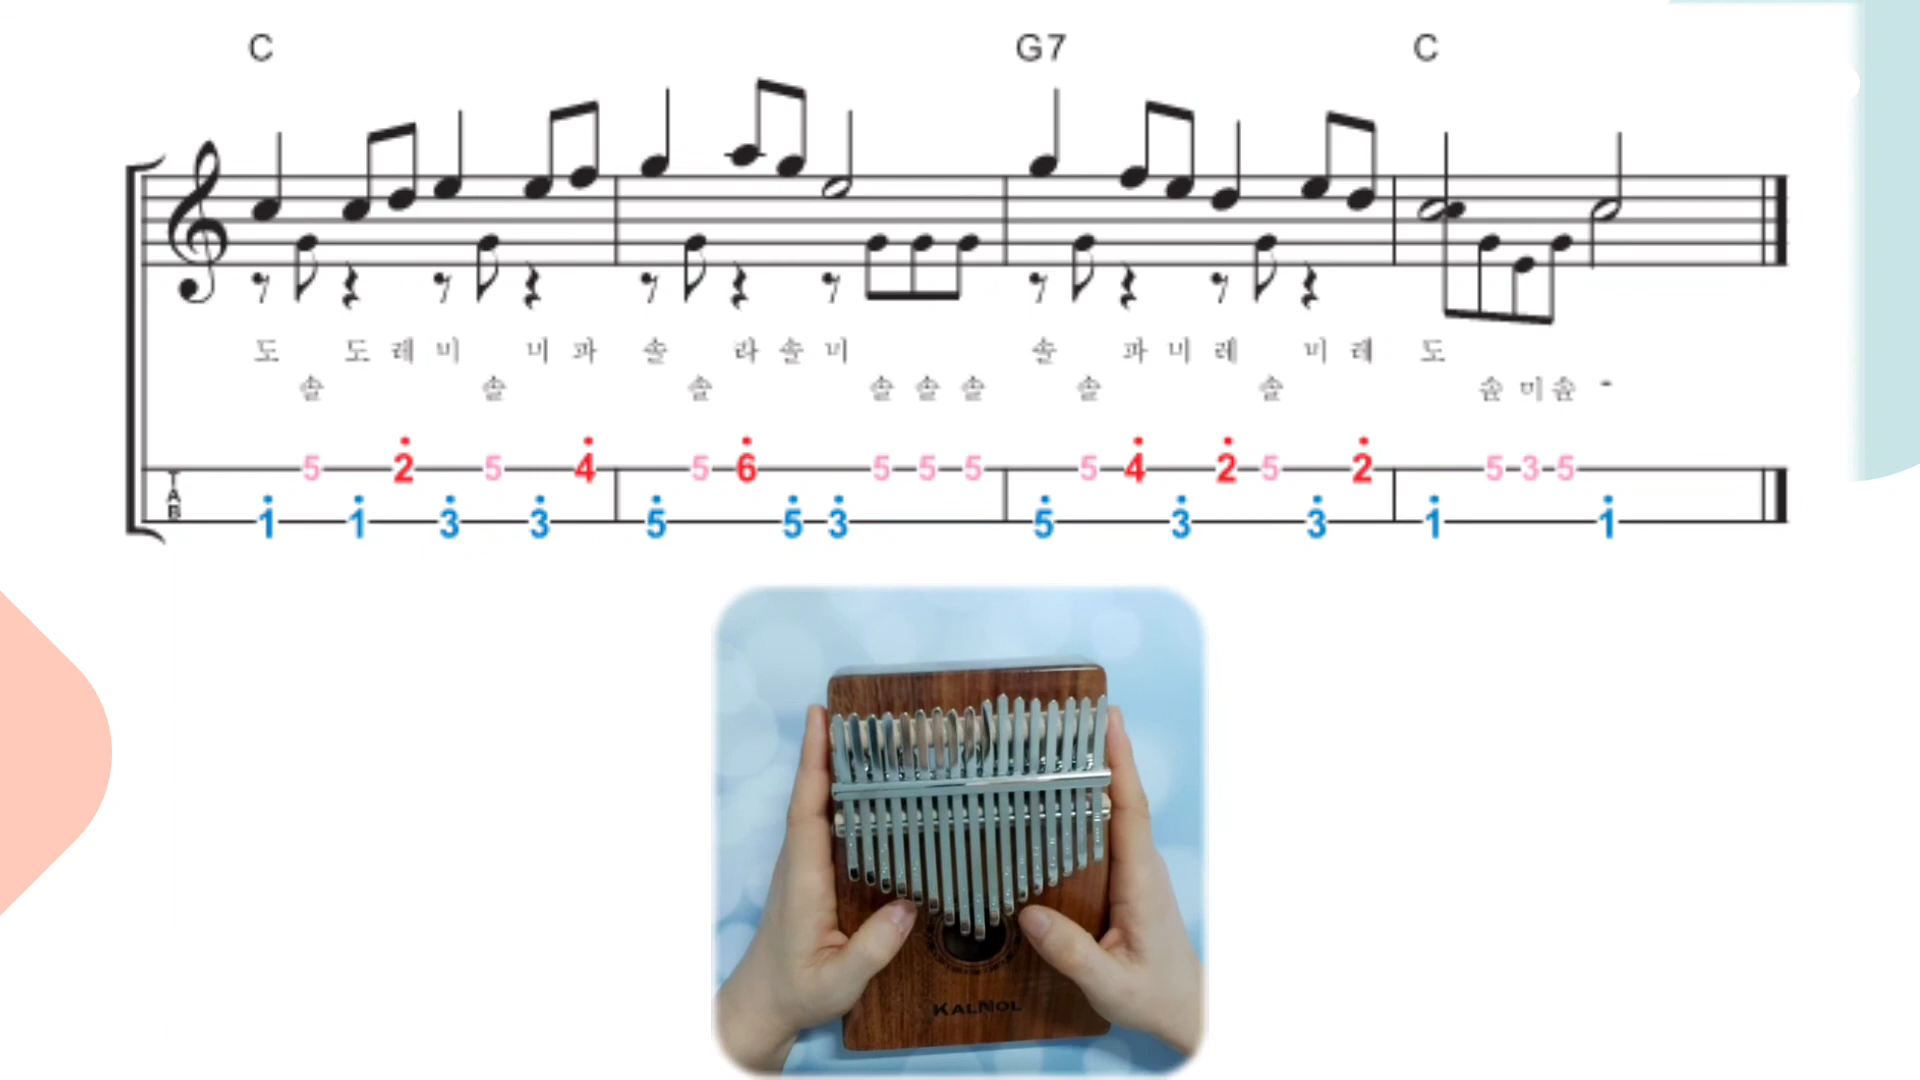 C G7 C
도 도 레 미 미 파 솔 라 솔 미 솔 파 미 레 미 레 도
솔 솔 솔 솔 솔 솔 솔 솔 솔 미 솔 -
5 2 5 4 5 6 5 5 5 5 4 2 5 2 5 3 5
TAB
1 1 3 3 5 5 3 5 3 3 1 1
KALNOL